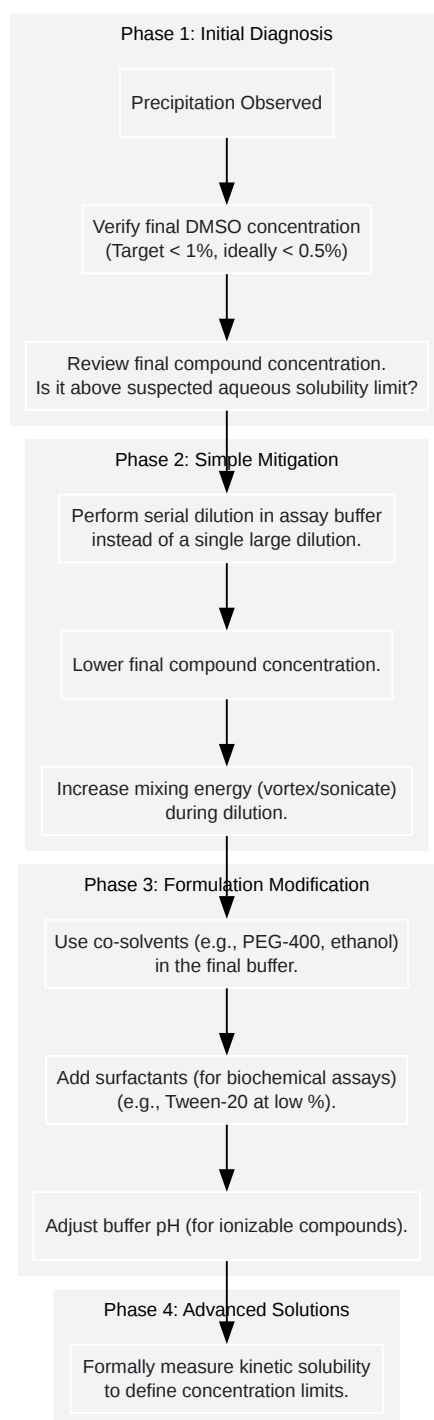 Phase 1: Initial Diagnosis
Precipitation Observed
Verify final DMSO concentration
(Target < 1%, ideally < 0.5%)
Review final compound concentration.
Is it above suspected aqueous solubility limit?
Phase 2: Simple Mitigation
Perform serial dilution in assay buffer
instead of a single large dilution.
Lower final compound concentration.
Increase mixing energy (vortex/sonicate)
during dilution.
Phase 3: Formulation Modification
Use co-solvents (e.g., PEG-400, ethanol)
in the final buffer.
Add surfactants (for biochemical assays)
(e.g., Tween-20 at low %).
Adjust buffer pH (for ionizable compounds).
Phase 4: Advanced Solutions
Formally measure kinetic solubility
to define concentration limits.